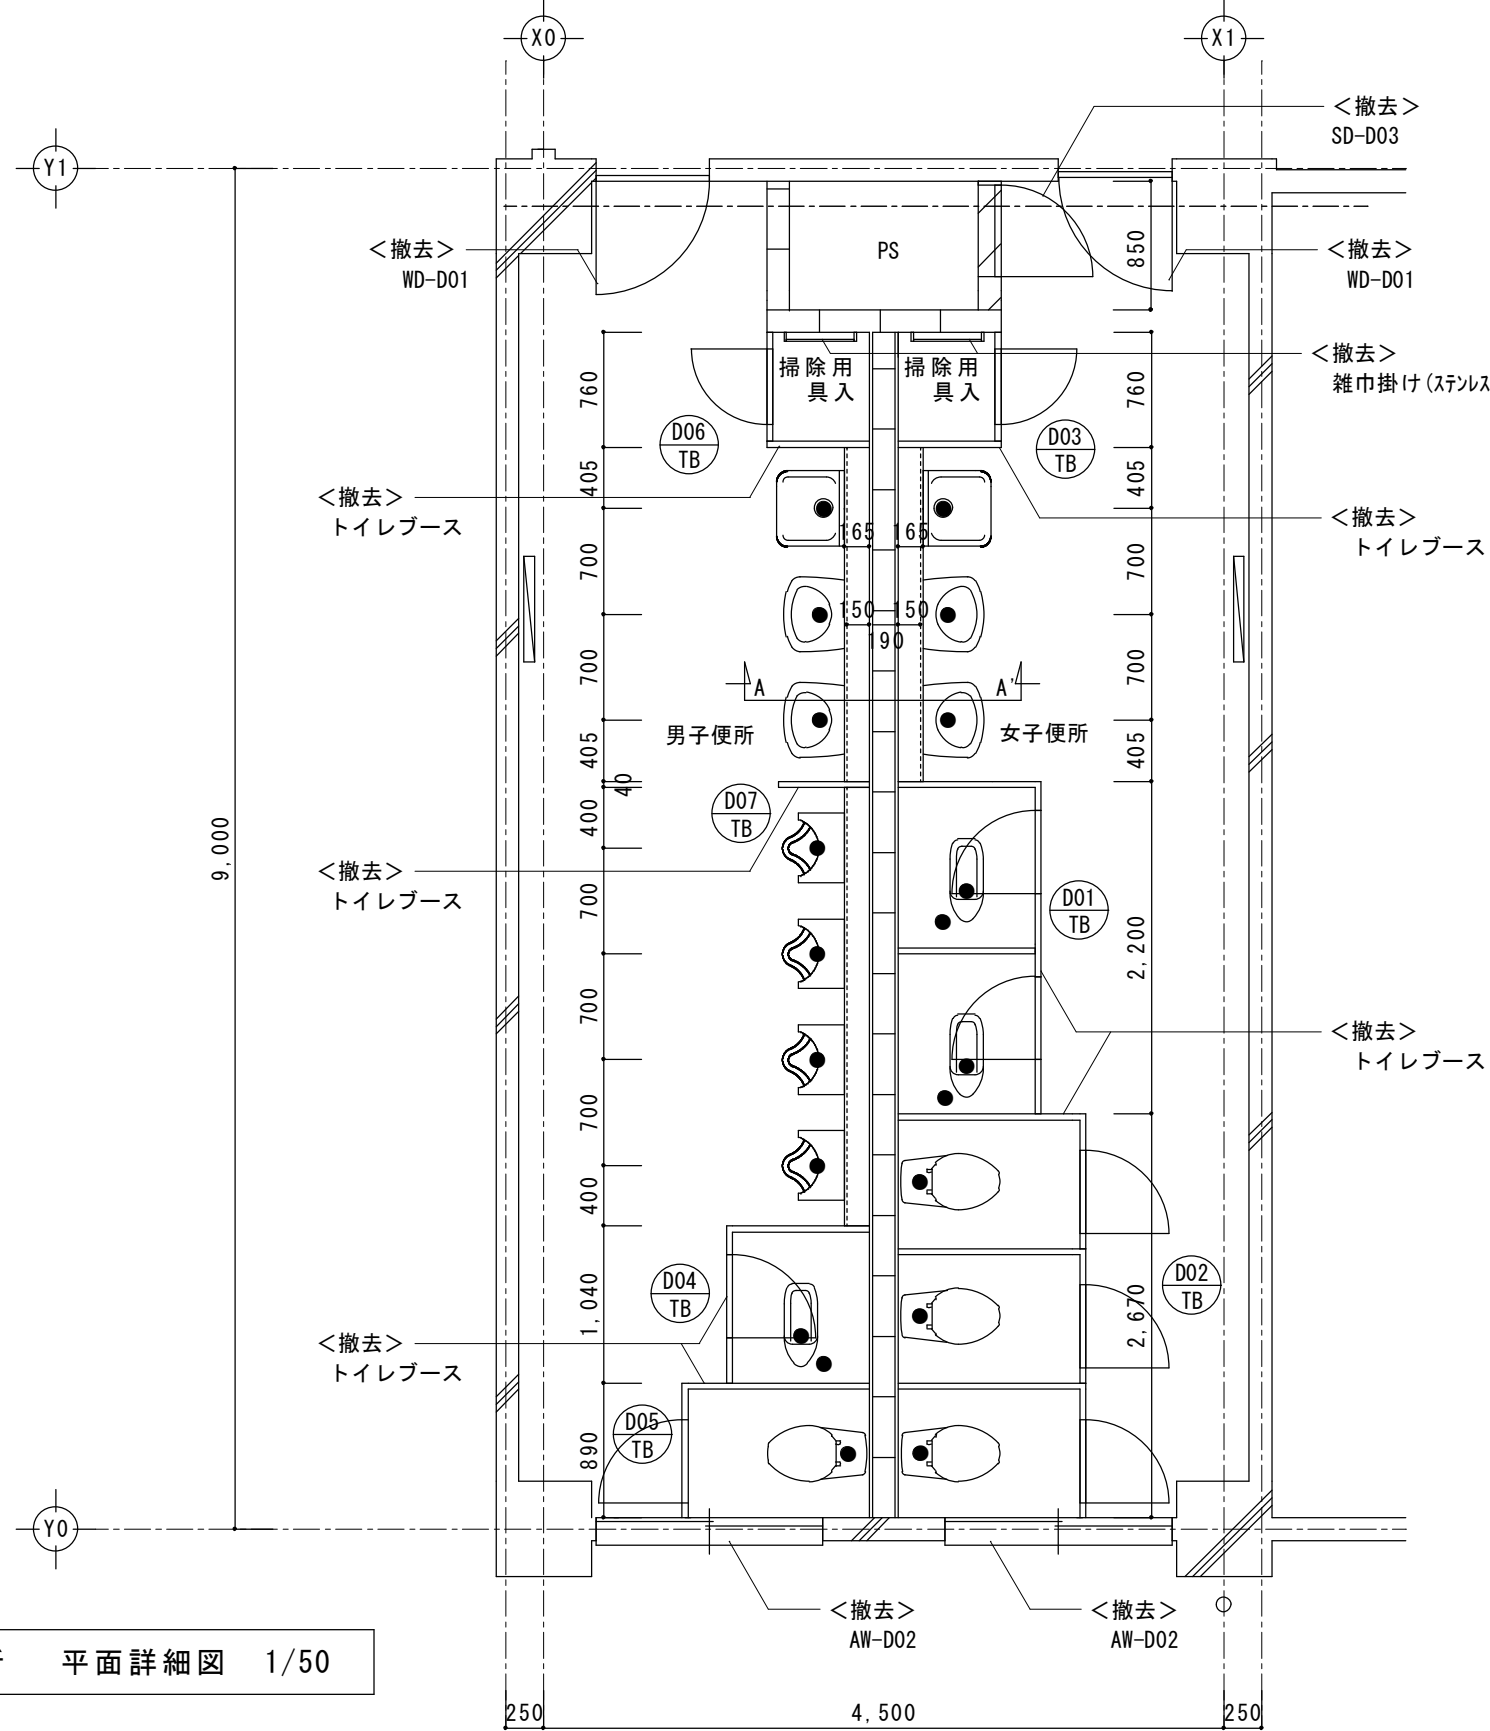 X0
X1
＜撤去＞
SD-D03
Y1
＜撤去＞
WD-D01
PS
850
＜撤去＞
WD-D01
掃除用
具入
掃除用
具入
＜撤去＞
雑巾掛け(ステンレス
760
760
D06
TB
D03
TB
405
405
＜撤去＞
トイレブース
＜撤去＞
トイレブース
165
165
700
700
150
150
190
700
700
A
A'
男子便所
女子便所
405
405
40
D07
TB
400
9,000
＜撤去＞
トイレブース
700
D01
TB
2,200
700
＜撤去＞
トイレブース
700
400
D04
TB
D02
TB
1,040
2,670
＜撤去＞
トイレブース
D05
TB
890
Y0
＜撤去＞
AW-D02
＜撤去＞
AW-D02
平面詳細図 1/50
250
4,500
250